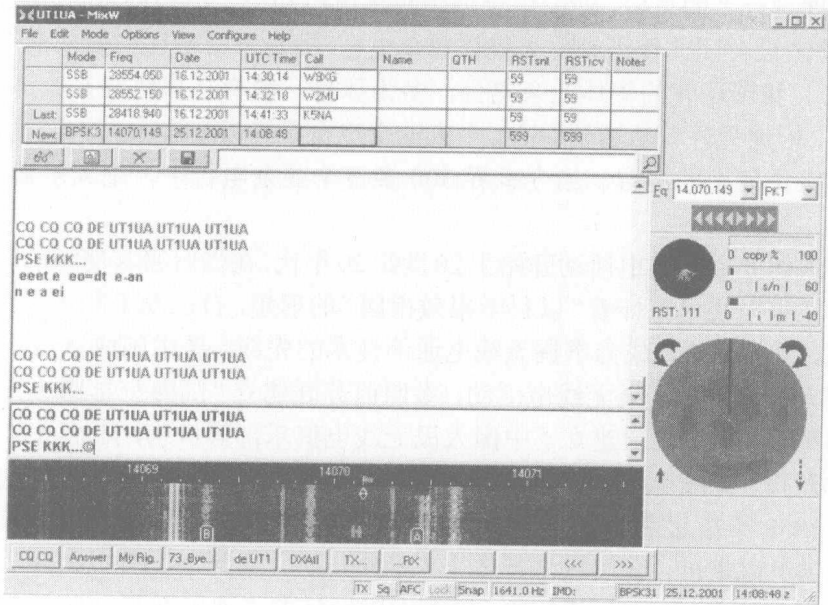 UT1UA - MixW
File Edit Mode Options View Configure Help
Mode Freq Date UTC Time Call Name QTH RSTsnt RSTrcv Notes
SSB 28554.050 16.12.2001 14:30:14 W9XG 59 59
SSB 28552.150 16.12.2001 14:32:18 W2MU 59 59
Last SSB 28418.940 16.12.2001 14:41:33 K5NA 59 59
New BPSK3 14070.149 25.12.2001 14:08:48 599 599
Fq 14.070.149 PKT
CQ CQ CQ DE UT1UA UT1UA UT1UA
CQ CQ CQ DE UT1UA UT1UA UT1UA
PSE KKK...
eeet e eo=dt e-an
n e a ei
0 copy % 100
0 | s/n | 60
RST: 111 0 -40
CQ CQ CQ DE UT1UA UT1UA UT1UA
CQ CQ CQ DE UT1UA UT1UA UT1UA
PSE KKK...
CQ CQ CQ DE UT1UA UT1UA UT1UA
CQ CQ CQ DE UT1UA UT1UA UT1UA
PSE KKK...©
14069 14070 14071
B A
CQ CQ Answer My Rig.. 73_Bye.. de UT1 DXAtl TX... ...RX <<< >>>
TX Sq AFC Lock Snap 1641.0 Hz IMD: BPSK31 25.12.2001 14:08:48 z